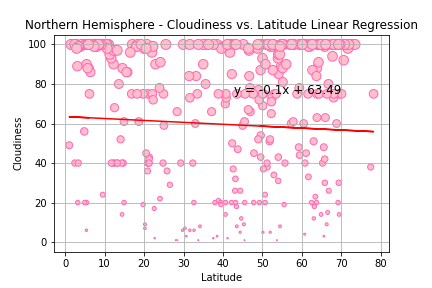 Northern Hemisphere - Cloudiness vs. Latitude Linear Regression
100
80
y = -0.1x + 63.49
60
40
20
0
Cloudiness
0 10 20 30 40 50 60 70 80
Latitude